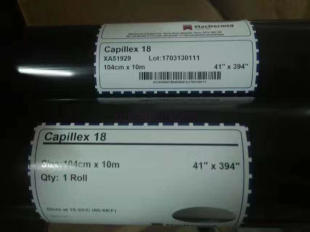 MacDermid
Capillex 18
XA51929 Lot:1703130111
104cm x 10m 41" x 394"
Capillex 18
Size: 104cm x 10m 41" x 394"
Qty: 1 Roll